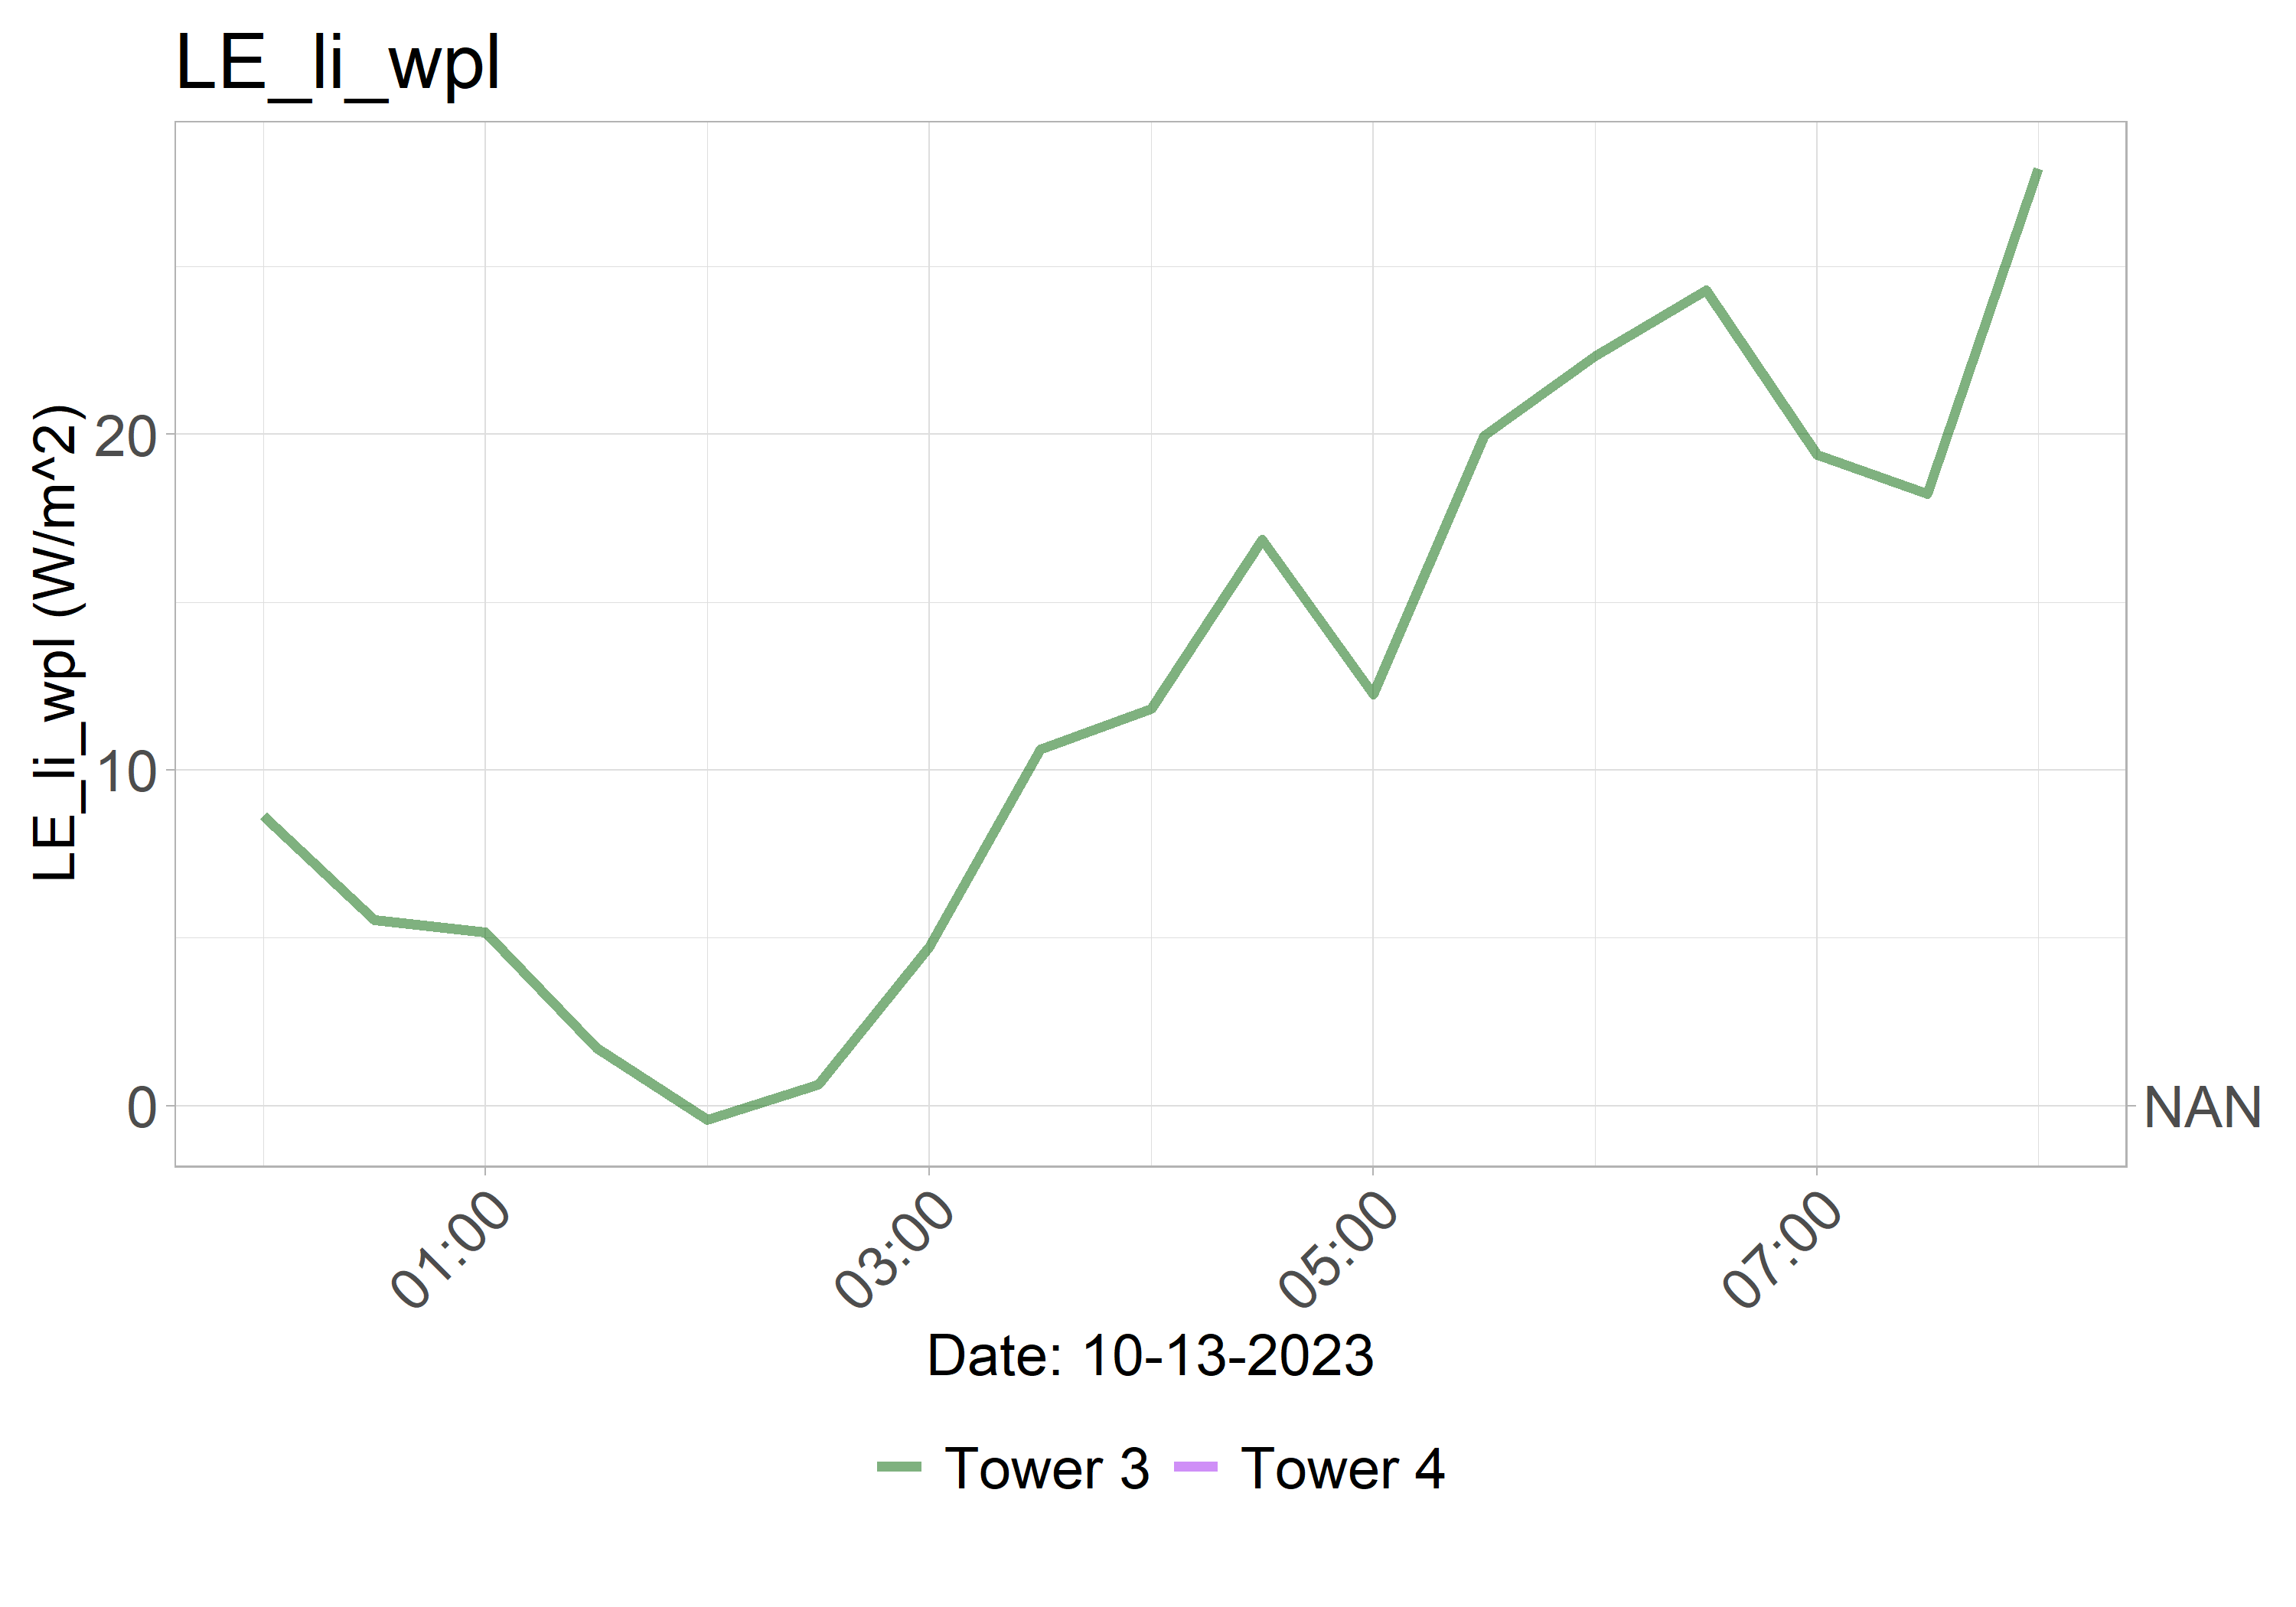 LE_li_wpl
LE_li_wpl (W/m^2)
20
10
0
NAN
01:00
03:00
05:00
07:00
Date: 10-13-2023
Tower 3
Tower 4